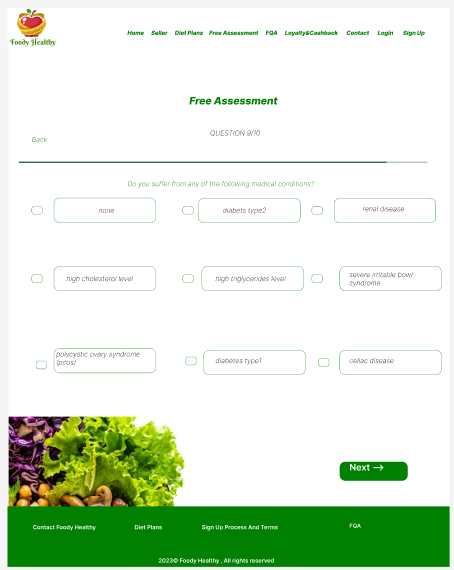 Foody Healthy
Home Seller Diet Plans Free Assessment FQA Loyalty&Cashback Contact Login Sign Up
Free Assessment
QUESTION 9/10
Back
Do you suffer from any of the following medical conditions?
none
diabets type2
renal disease
high cholesterol level
high triglycerides level
severe irritable bowl
syndrome
polycystic ovary syndrome
(pcos)
diabetes type1
celiac disease
Next →
Contact Foody Healthy Diet Plans Sign Up Process And Terms FQA
2023© Foody Healthy , All rights reserved